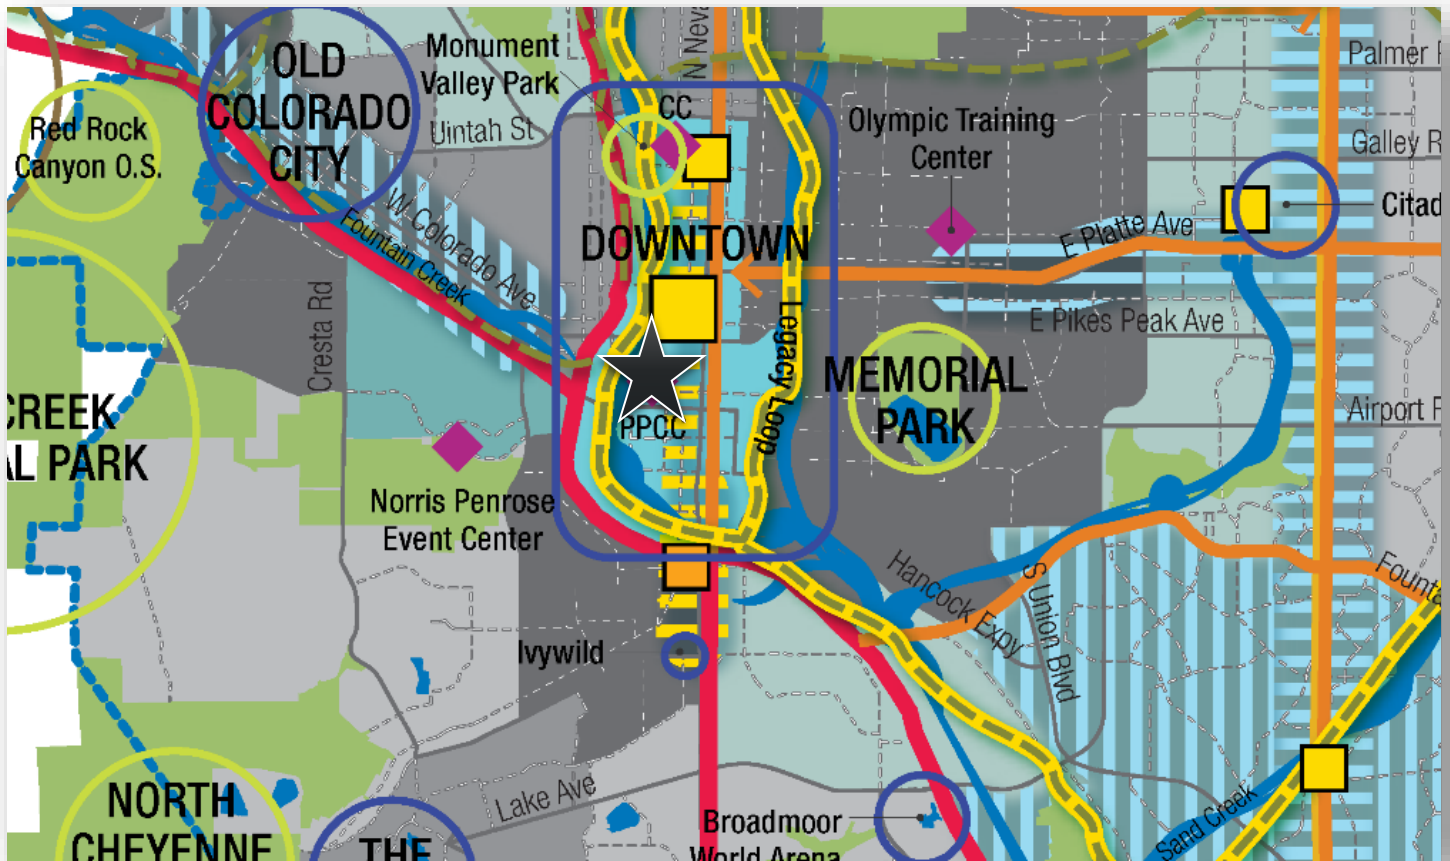 OLD
COLORADO
CITY
Monument
Valley Park
Uintah St
N Neva
CC
Olympic Training
Center
Palmer
Galley R
Red Rock
Canyon O.S.
W Colorado Ave
Fountain Creek
DOWNTOWN
E Platte Ave
Citad
E Pikes Peak Ave
Cresta Rd
Legacy Loop
MEMORIAL
PARK
PPCC
Airport
CREEK
AL PARK
Norris Penrose
Event Center
Hancock Expy
S Union Blvd
Founta
Ivywild
Lake Ave
NORTH
CHEYENNE
THE
Broadmoor
World Arena
Sand Creek